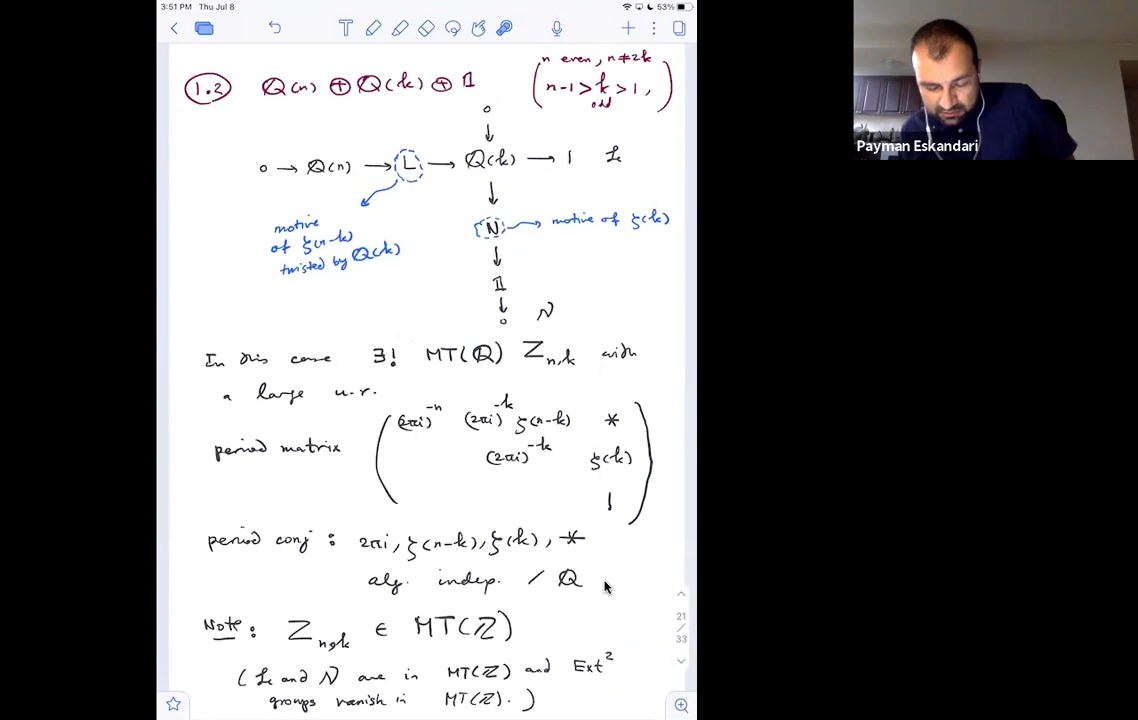 3:51 PM Thu Jul 8
53%
1.2 ℚ(n) ⊕ ℚ(k) ⊕ 𝟙 ( n even, n≠2k
n-1 > k > 1,
odd )
0
↓
0 → ℚ(n) → L → ℚ(k) → 0 ℒ
↓
motive
of ζ(n-k)
twisted by ℚ(k)
N → motive of ζ(k)
↓
𝟙
↓
0 𝒩
In this case ∃! MT(ℚ) Z_{n,k} with
a large u.r.
period matrix
(2πi)^{-n} (2πi)^{-k} ζ(n-k) *
(2πi)^{-k} ζ(k)
1
period conj : 2πi, ζ(n-k), ζ(k), *
alg. indep. / ℚ
Note : Z_{n,k} ∈ MT(ℤ)
( ℒ and 𝒩 are in MT(ℤ) and Ext²
groups vanish in MT(ℤ). )
21
/
33
Payman Eskandari